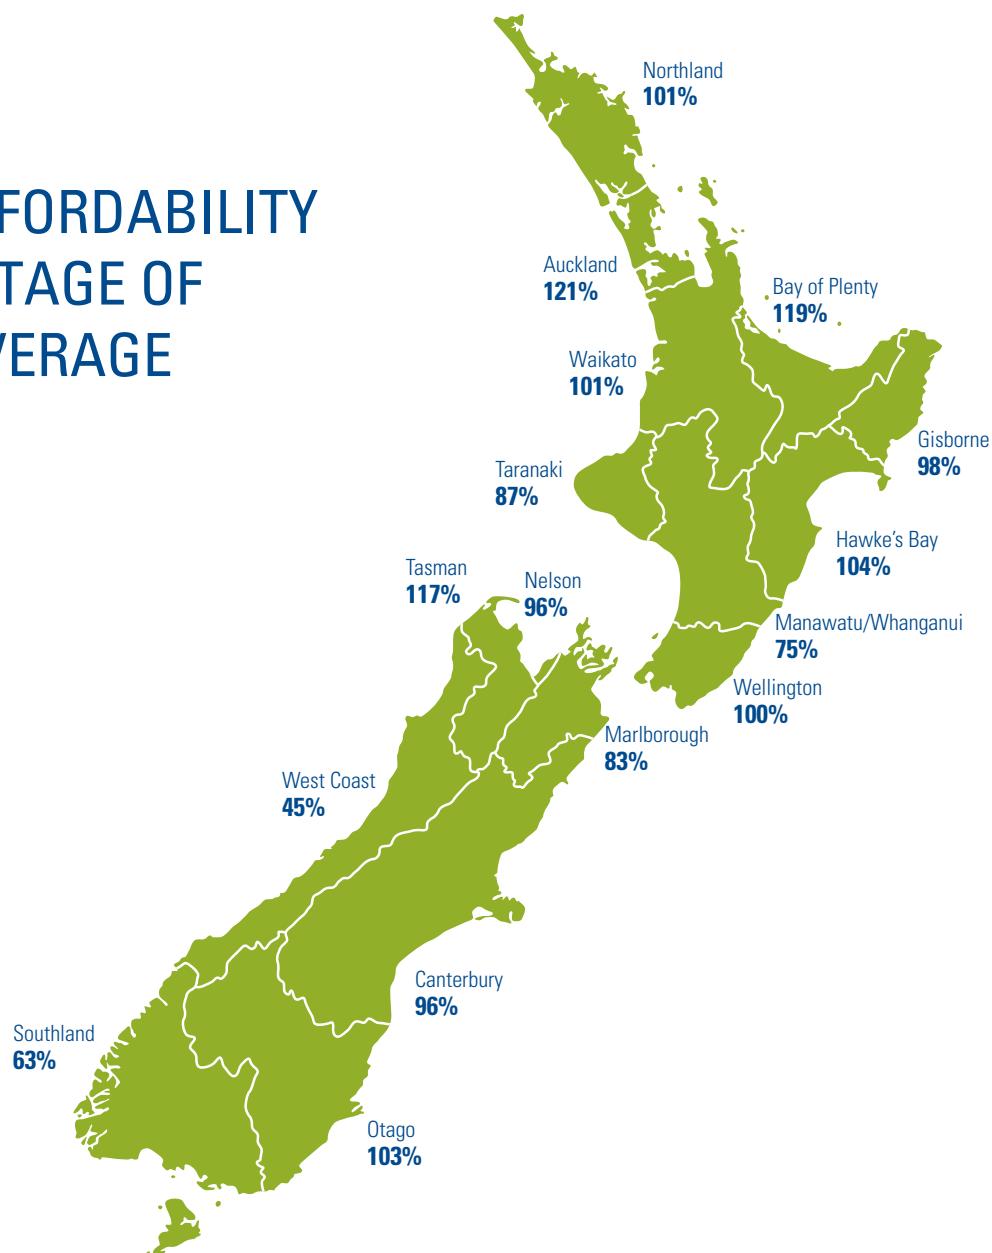 FFORDABILITY
TAGE OF
VERAGE
Northland
101%
Auckland
121%
Bay of Plenty
119%
Waikato
101%
Gisborne
98%
Taranaki
87%
Hawke's Bay
104%
Tasman
117%
Nelson
96%
Manawatu/Whanganui
75%
Wellington
100%
Marlborough
83%
West Coast
45%
Canterbury
96%
Southland
63%
Otago
103%